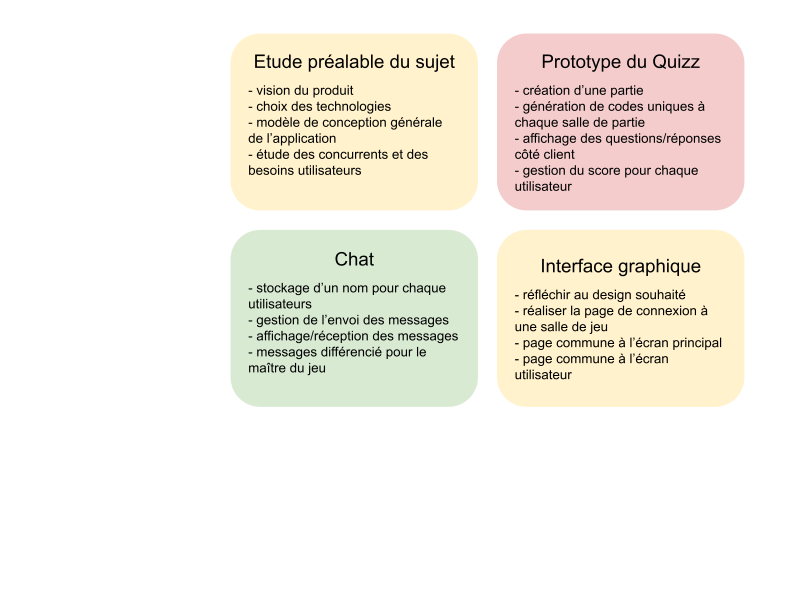 Etude préalable du sujet
- vision du produit
- choix des technologies
- modèle de conception générale
de l’application
- étude des concurrents et des
besoins utilisateurs
Prototype du Quizz
- création d’une partie
- génération de codes uniques à
chaque salle de partie
- affichage des questions/réponses
côté client
- gestion du score pour chaque
utilisateur
Chat
- stockage d’un nom pour chaque
utilisateurs
- gestion de l’envoi des messages
- affichage/réception des messages
- messages différencié pour le
maître du jeu
Interface graphique
- réfléchir au design souhaité
- réaliser la page de connexion à
une salle de jeu
- page commune à l’écran principal
- page commune à l’écran
utilisateur